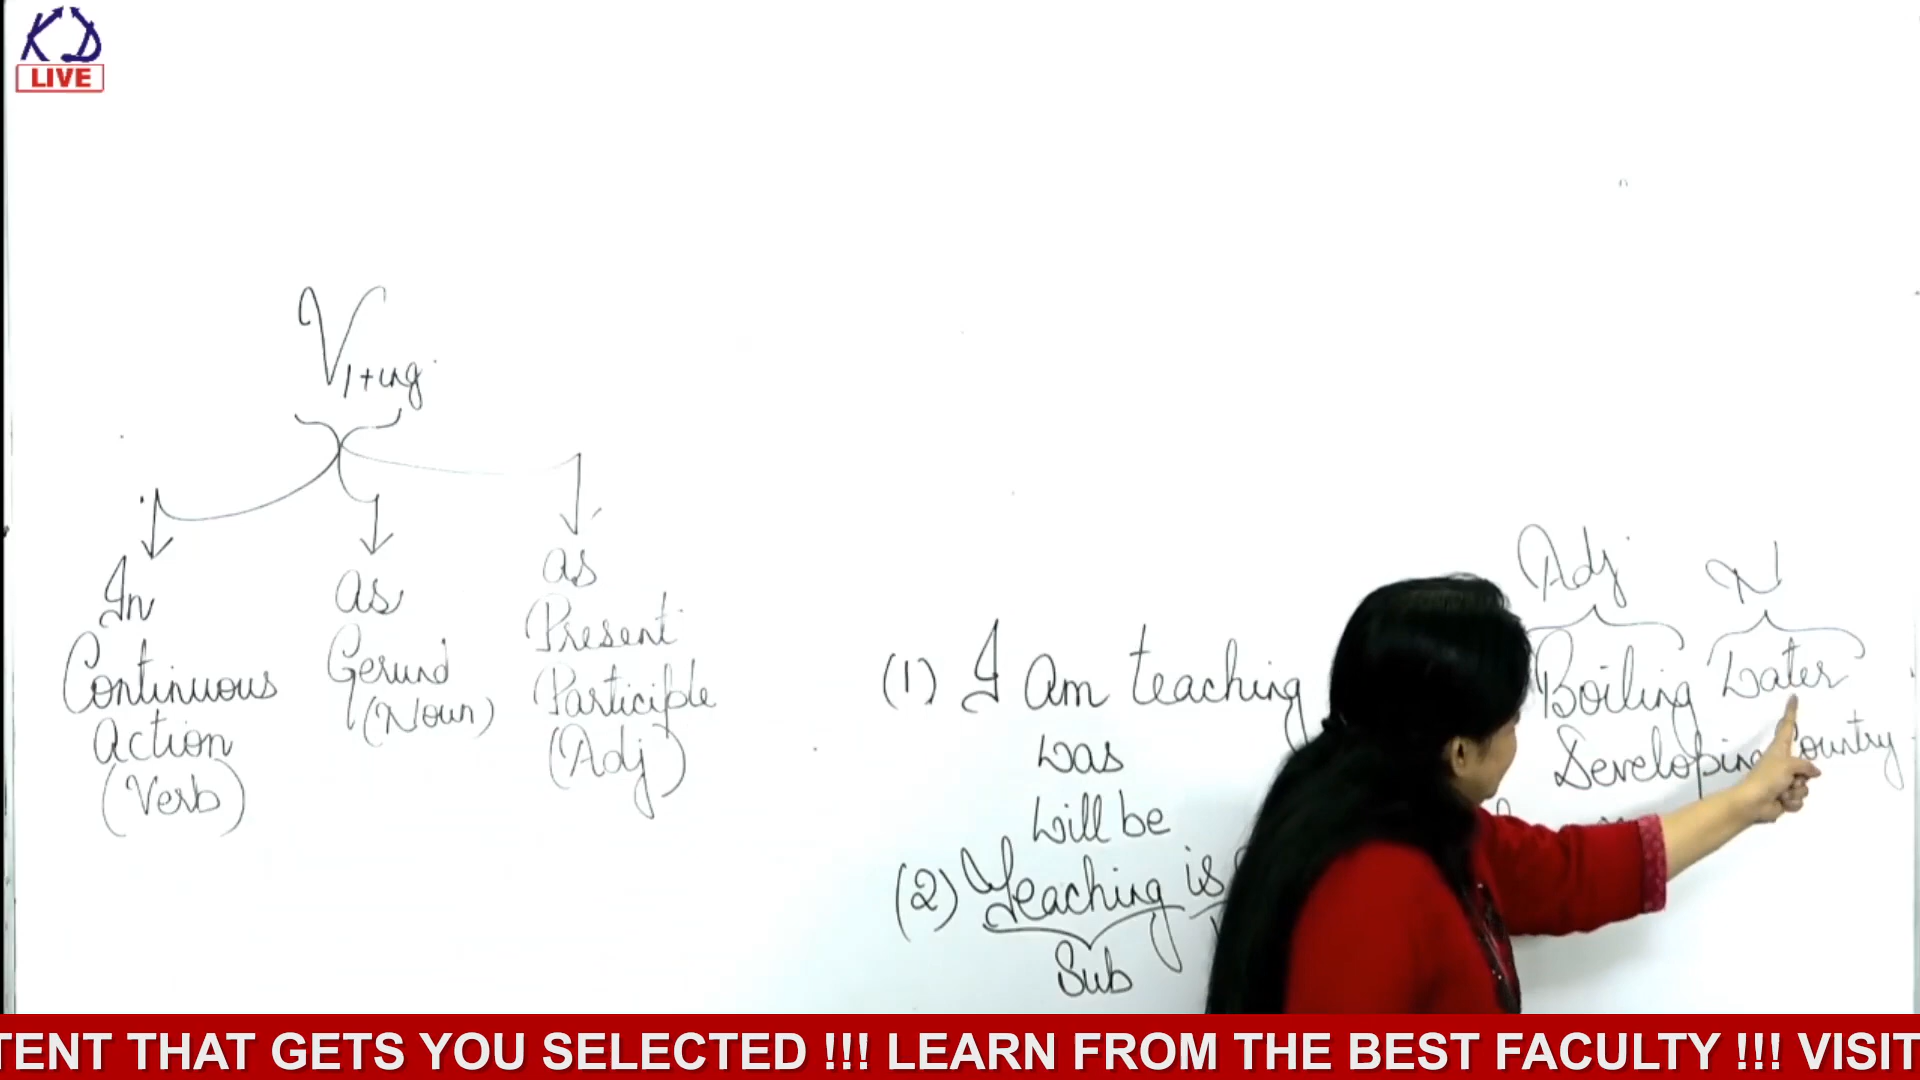 KD
LIVE
V1+ing
In
Continuous
Action
(Verb)
as
Gerund
(Noun)
as
Present
Participle
(Adj)
(1) I Am teaching
was
will be
(2) Teaching is
Sub
Adj N
Boiling Water
Developing Country
TENT THAT GETS YOU SELECTED !!! LEARN FROM THE BEST FACULTY !!! VISIT